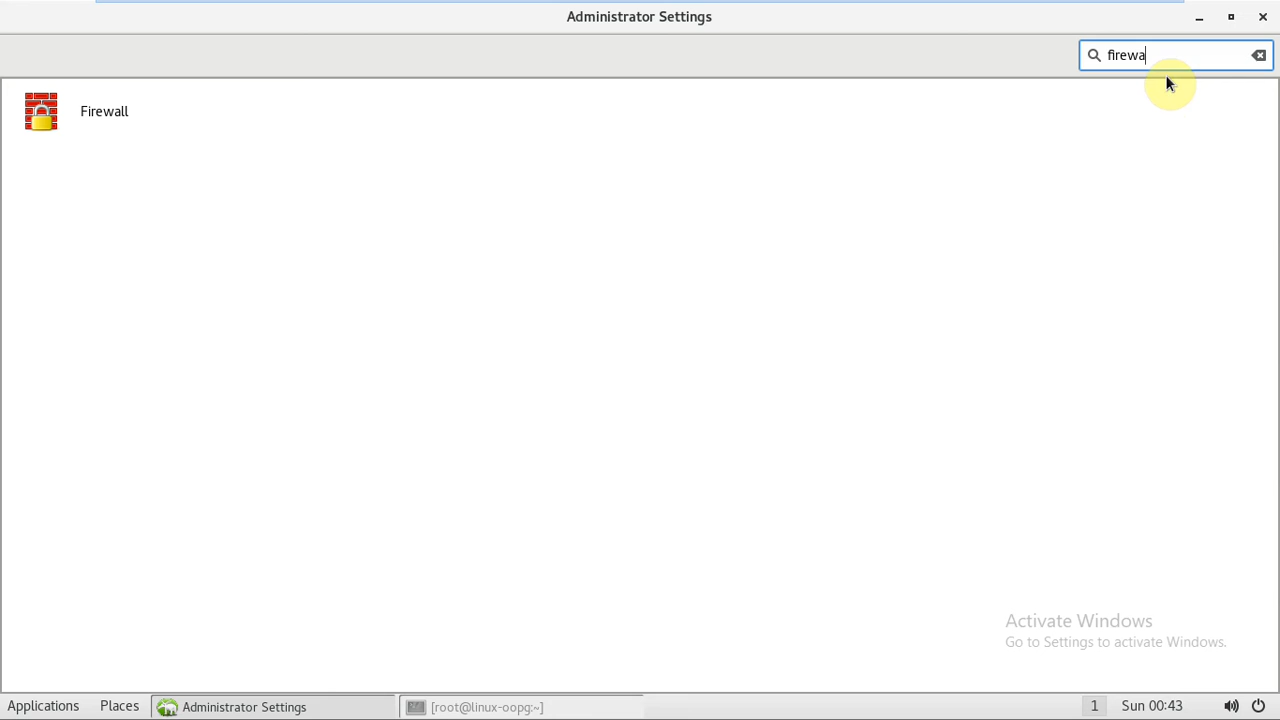 Administrator Settings
firewa
Firewall
Activate Windows
Go to Settings to activate Windows.
Applications
Places
Administrator Settings
[root@linux-oopg:~]
1
Sun 00:43